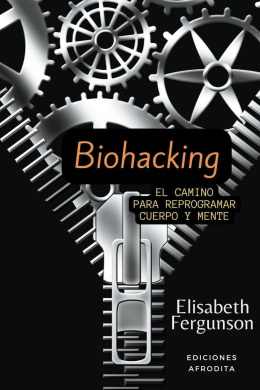 Biohacking
EL CAMINO
PARA REPROGRAMAR
CUERPO Y MENTE
Elisabeth
Fergunson
EDICIONES
AFRODITA